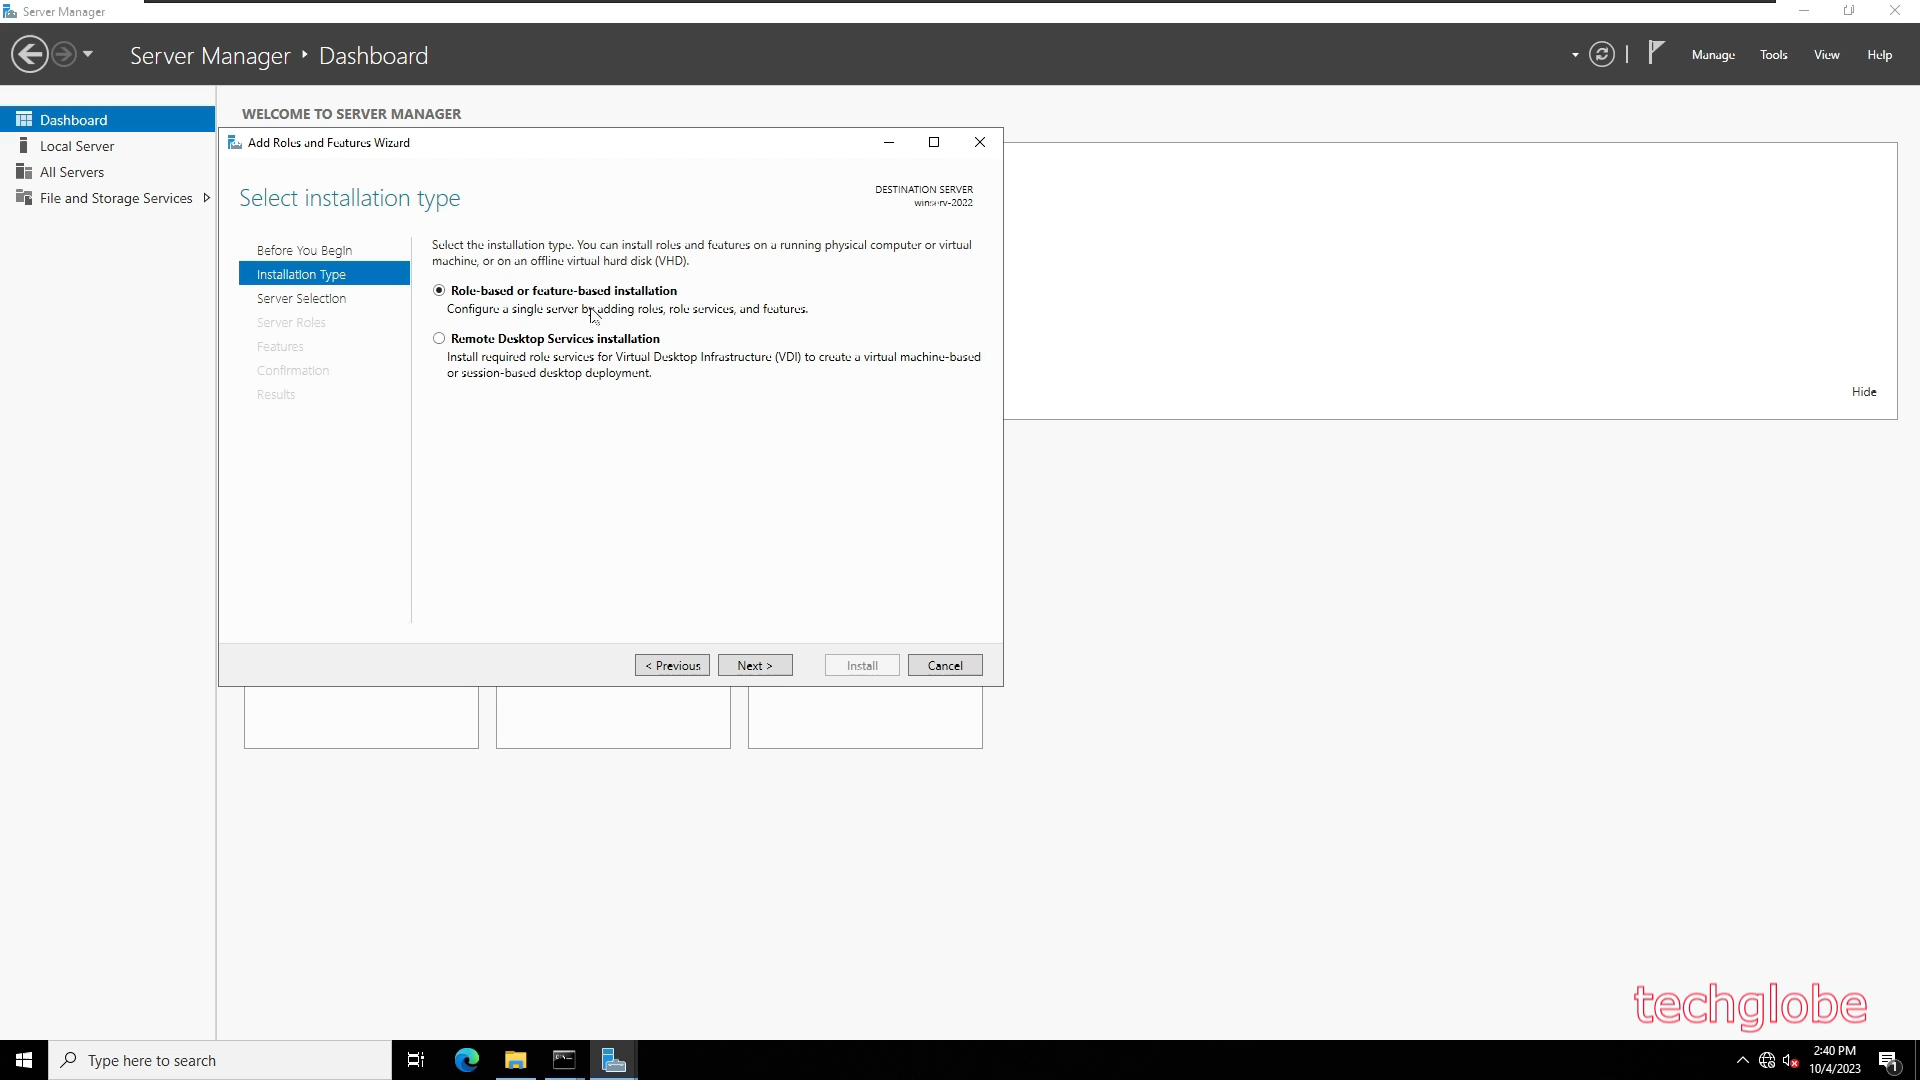 Server Manager
Server Manager ‣ Dashboard
Manage
Tools
View
Help
Dashboard
Local Server
All Servers
File and Storage Services
WELCOME TO SERVER MANAGER
Add Roles and Features Wizard
Select installation type
DESTINATION SERVER
winserv-2022
Before You Begin
Installation Type
Server Selection
Server Roles
Features
Confirmation
Results
Select the installation type. You can install roles and features on a running physical computer or virtual
machine, or on an offline virtual hard disk (VHD).
Role-based or feature-based installation
Configure a single server by adding roles, role services, and features.
Remote Desktop Services installation
Install required role services for Virtual Desktop Infrastructure (VDI) to create a virtual machine-based
or session-based desktop deployment.
Hide
< Previous
Next >
Install
Cancel
techglobe
Type here to search
2:40 PM
10/4/2023
1